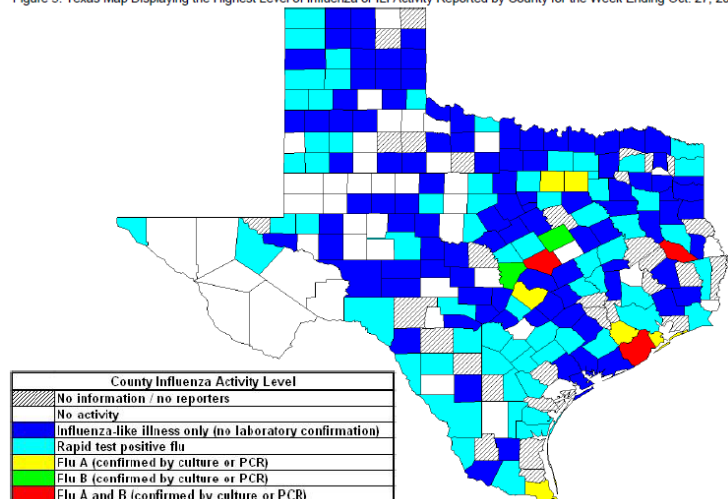 Figure 3. Texas Map Displaying the Highest Level of Influenza or ILI Activity Reported by County for the Week Ending Oct. 27,
County Influenza Activity Level
No information / no reporters
No activity
Influenza-like illness only (no laboratory confirmation)
Rapid test positive flu
Flu A (confirmed by culture or PCR)
Flu B (confirmed by culture or PCR)
Flu A and B (confirmed by culture or PCR)